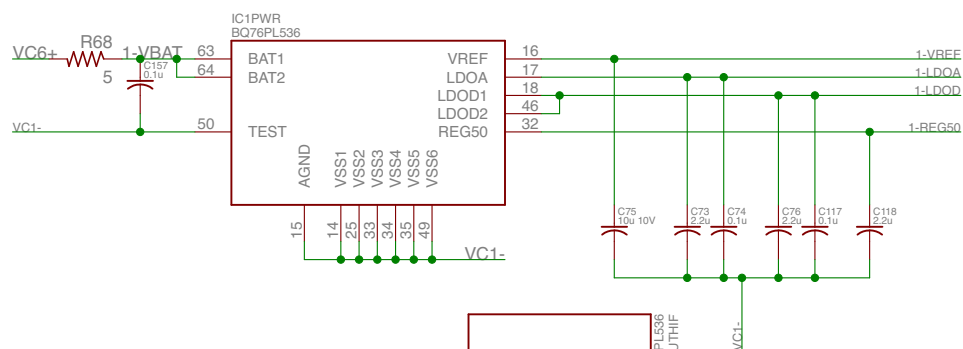 IC1PWR
BQ76PL536
VC6+
R68
5
1-VBAT
C157
0.1u
VC1-
63
64
50
BAT1
BAT2
TEST
VREF
LDOA
LDOD1
LDOD2
REG50
16
17
18
46
32
1-VREF
1-LDOA
1-LDOD
1-REG50
AGND
VSS1
VSS2
VSS3
VSS4
VSS5
VSS6
15
14
25
33
34
35
49
VC1-
C75
10u 10V
C73
2.2u
C74
0.1u
C76
2.2u
C117
0.1u
C118
2.2u
VC1-
PL536
UTHIF